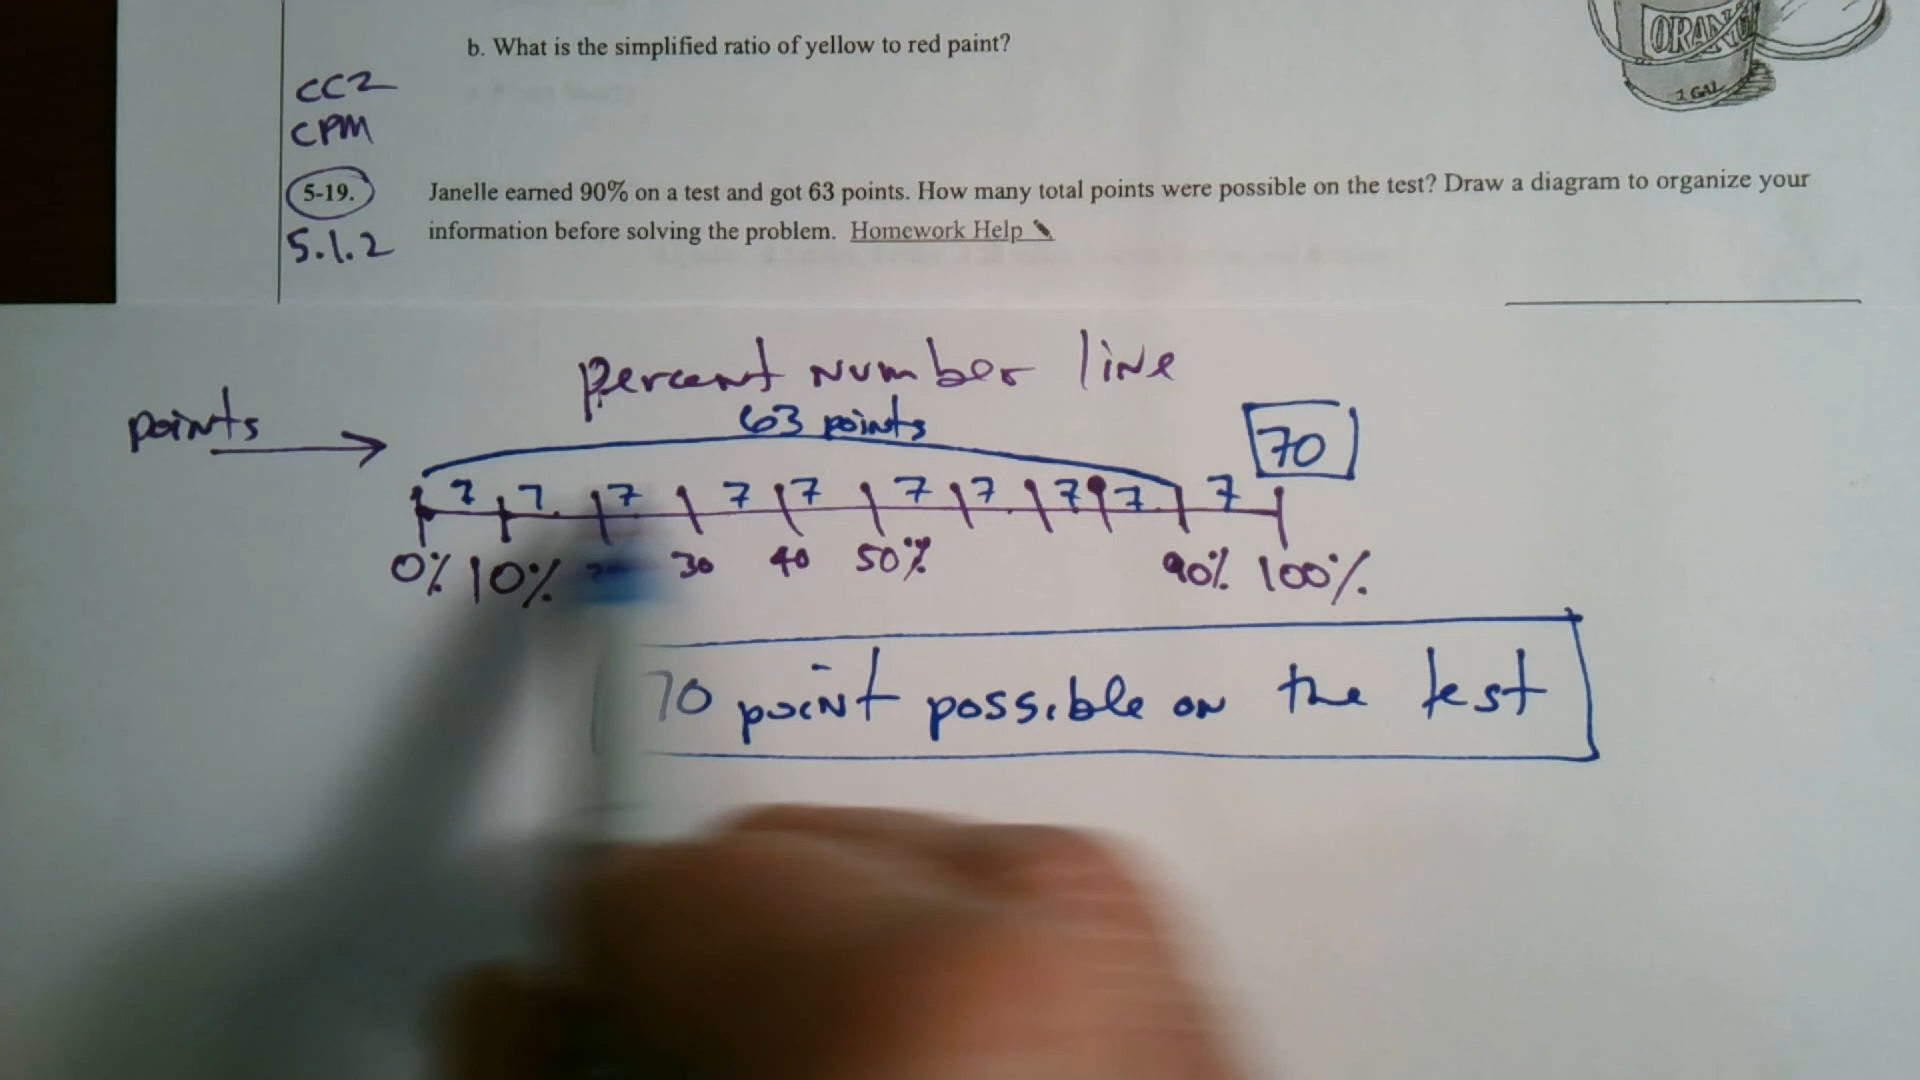 b. What is the simplified ratio of yellow to red paint?
1 GAL
CC2
CPM
5-19. Janelle earned 90% on a test and got 63 points. How many total points were possible on the test? Draw a diagram to organize your
information before solving the problem. Homework Help
5.1.2
percent number line
points
63 points
70
7 7 7 7 7 7 7 7 7 7
0% 10% 30 40 50% 90% 100%
70 point possible on the test